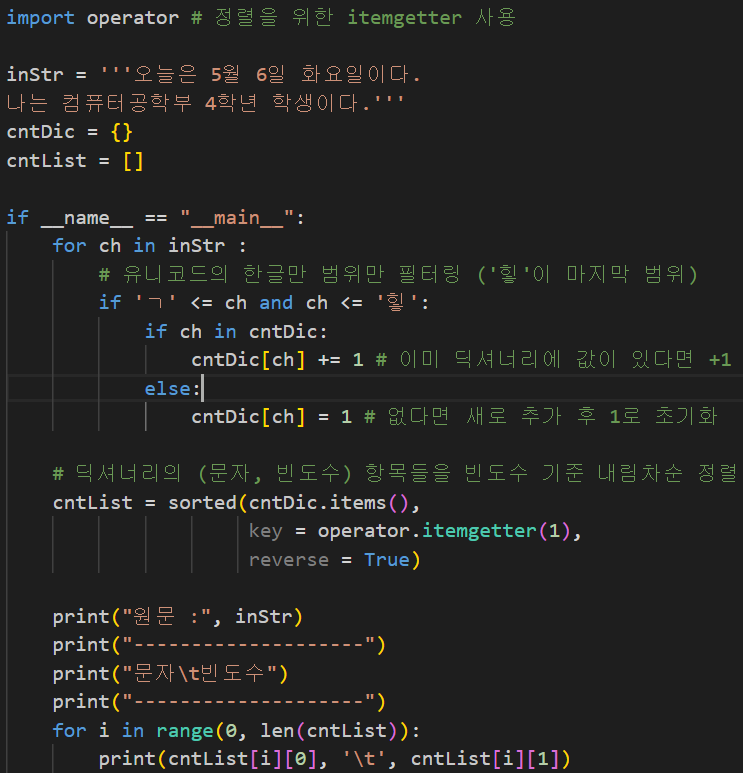 import operator # 정렬을 위한 itemgetter 사용
inStr = '''오늘은 5월 6일 화요일이다.
나는 컴퓨터공학부 4학년 학생이다.'''
cntDic = {}
cntList = []
if __name__ == "__main__":
    for ch in inStr :
        # 유니코드의 한글만 범위만 필터링 ('힣'이 마지막 범위)
        if 'ㄱ' <= ch and ch <= '힣':
            if ch in cntDic:
                cntDic[ch] += 1 # 이미 딕셔너리에 값이 있다면 +1
            else:
                cntDic[ch] = 1 # 없다면 새로 추가 후 1로 초기화
    # 딕셔너리의 (문자, 빈도수) 항목들을 빈도수 기준 내림차순 정렬
    cntList = sorted(cntDic.items(),
                     key = operator.itemgetter(1),
                     reverse = True)
    print("원문 :", inStr)
    print("--------------------")
    print("문자\t빈도수")
    print("--------------------")
    for i in range(0, len(cntList)):
        print(cntList[i][0], '\t', cntList[i][1])